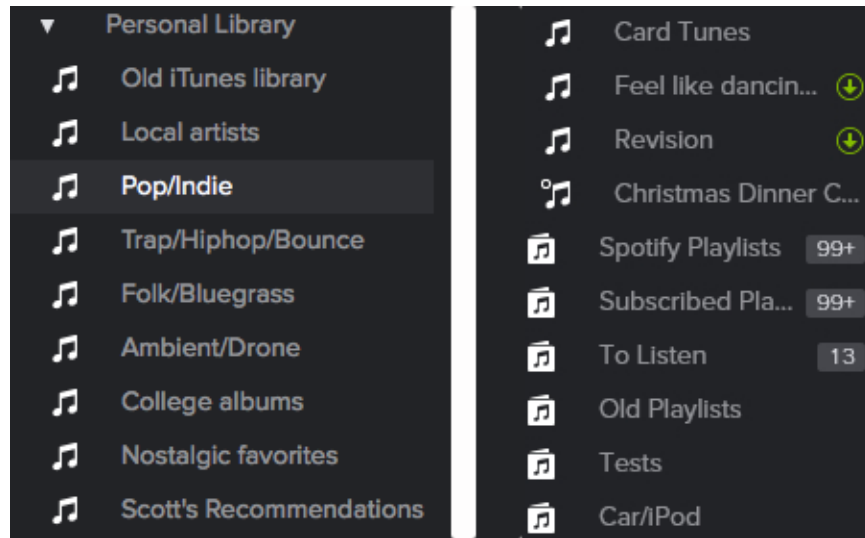 Personal Library
Old iTunes library
Local artists
Pop/Indie
Trap/Hiphop/Bounce
Folk/Bluegrass
Ambient/Drone
College albums
Nostalgic favorites
Scott's Recommendations
Card Tunes
Feel like dancin...
Revision
Christmas Dinner C...
Spotify Playlists 99+
Subscribed Pla... 99+
To Listen 13
Old Playlists
Tests
Car/iPod